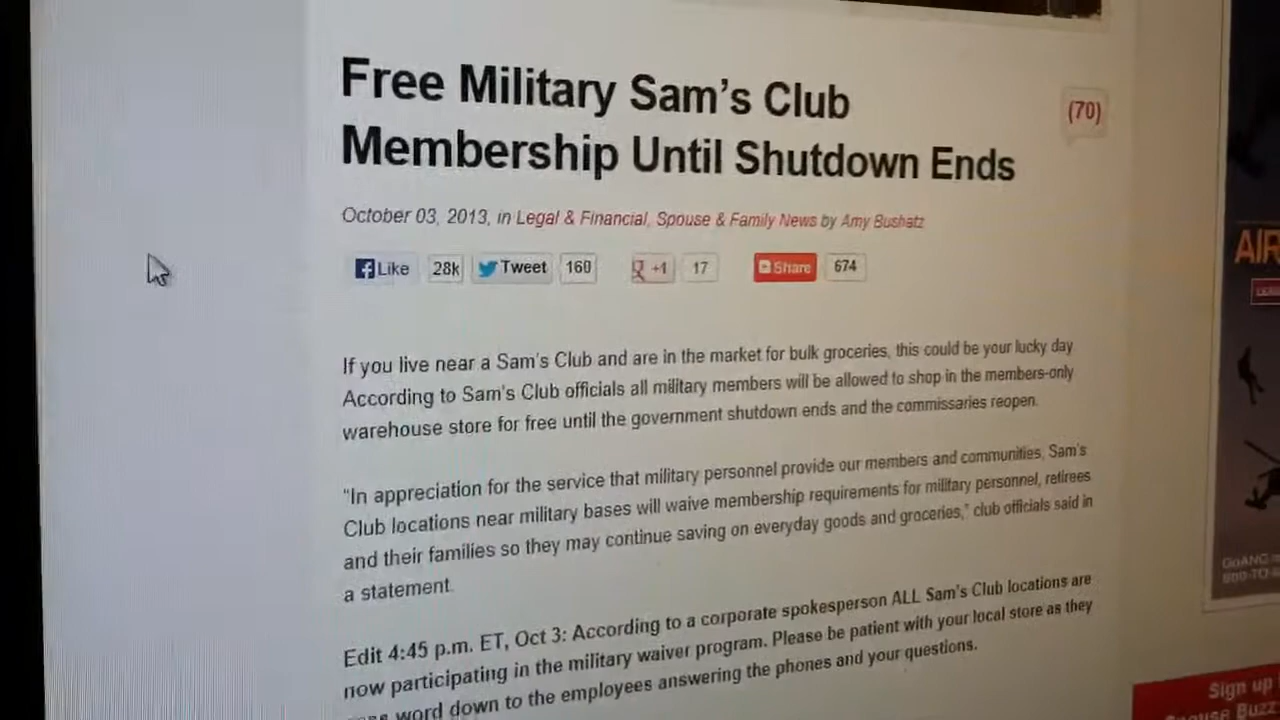 Free Military Sam's Club
(70)
Membership Until Shutdown Ends
October 03, 2013, in Legal & Financial, Spouse & Family News by Amy Bushatz
Like 28k Tweet 160 +1 17 Share 674
If you live near a Sam's Club and are in the market for bulk groceries, this could be your lucky day
According to Sam's Club officials all military members will be allowed to shop in the members-only
warehouse store for free until the government shutdown ends and the commissaries reopen.
"In appreciation for the service that military personnel provide our members and communities, Sam's
Club locations near military bases will waive membership requirements for military personnel, retirees
and their families so they may continue saving on everyday goods and groceries," club officials said in
a statement.
Edit 4:45 p.m. ET, Oct 3: According to a corporate spokesperson ALL Sam's Club locations are
now participating in the military waiver program. Please be patient with your local store as they
word down to the employees answering the phones and your questions.
AIR
Sign up
Buzz